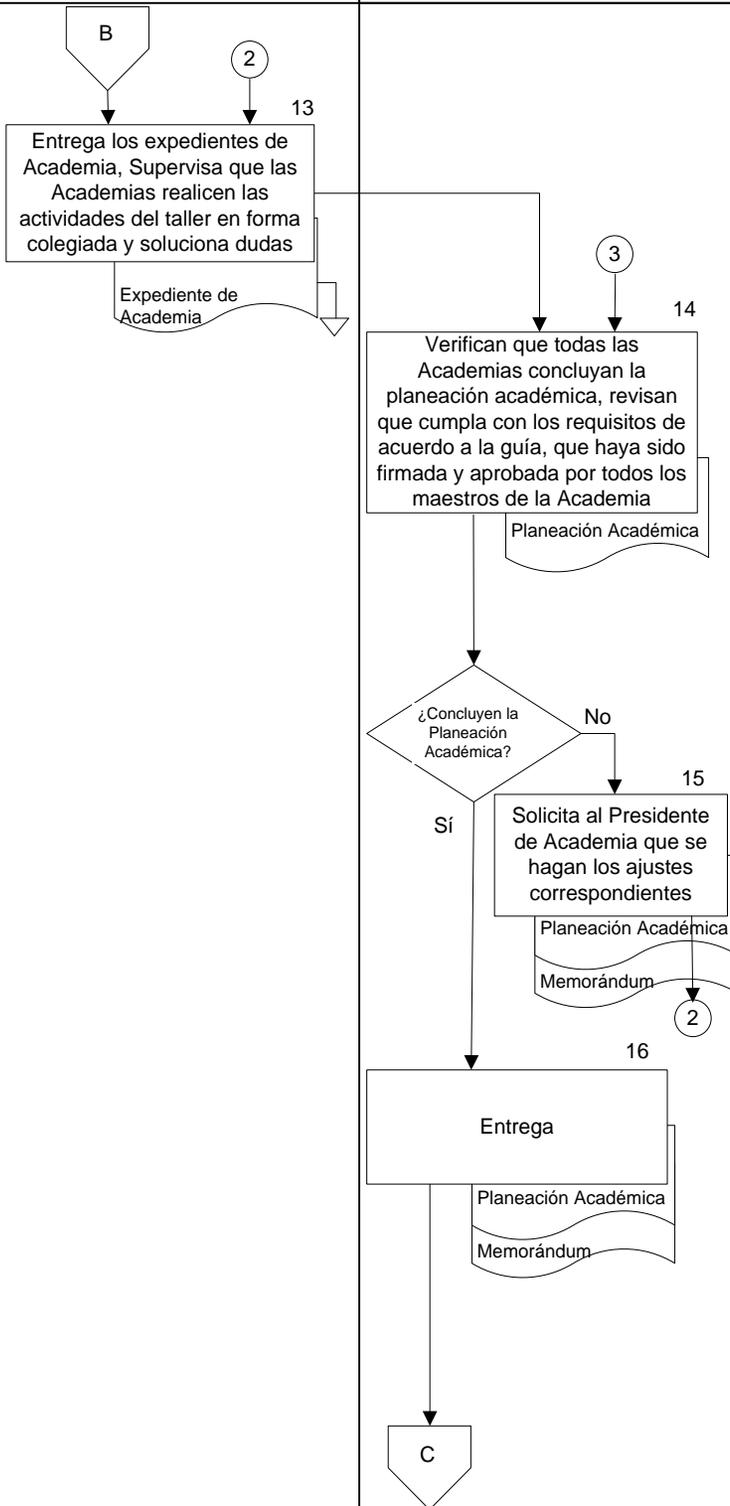 B
2
13
Entrega los expedientes de
Academia, Supervisa que las
Academias realicen las
actividades del taller en forma
colegiada y soluciona dudas
Expediente de
Academia
3
14
Verifican que todas las
Academias concluyan la
planeación académica, revisan
que cumpla con los requisitos de
acuerdo a la guía, que haya sido
firmada y aprobada por todos los
maestros de la Academia
Planeación Académica
¿Concluyen la
Planeación
Académica?
No
Sí
15
Solicita al Presidente
de Academia que se
hagan los ajustes
correspondientes
Planeación Académica
Memorándum
2
16
Entrega
Planeación Académica
Memorándum
C